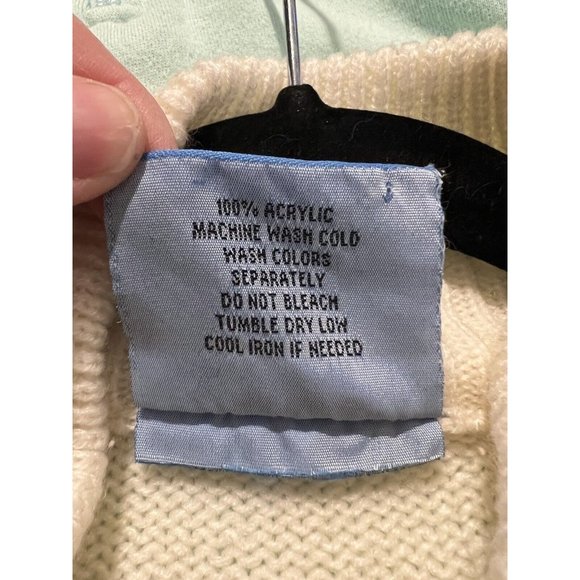 100% ACRYLIC
MACHINE WASH COLD
WASH COLORS
SEPARATELY
DO NOT BLEACH
TUMBLE DRY LOW
COOL IRON IF NEEDED